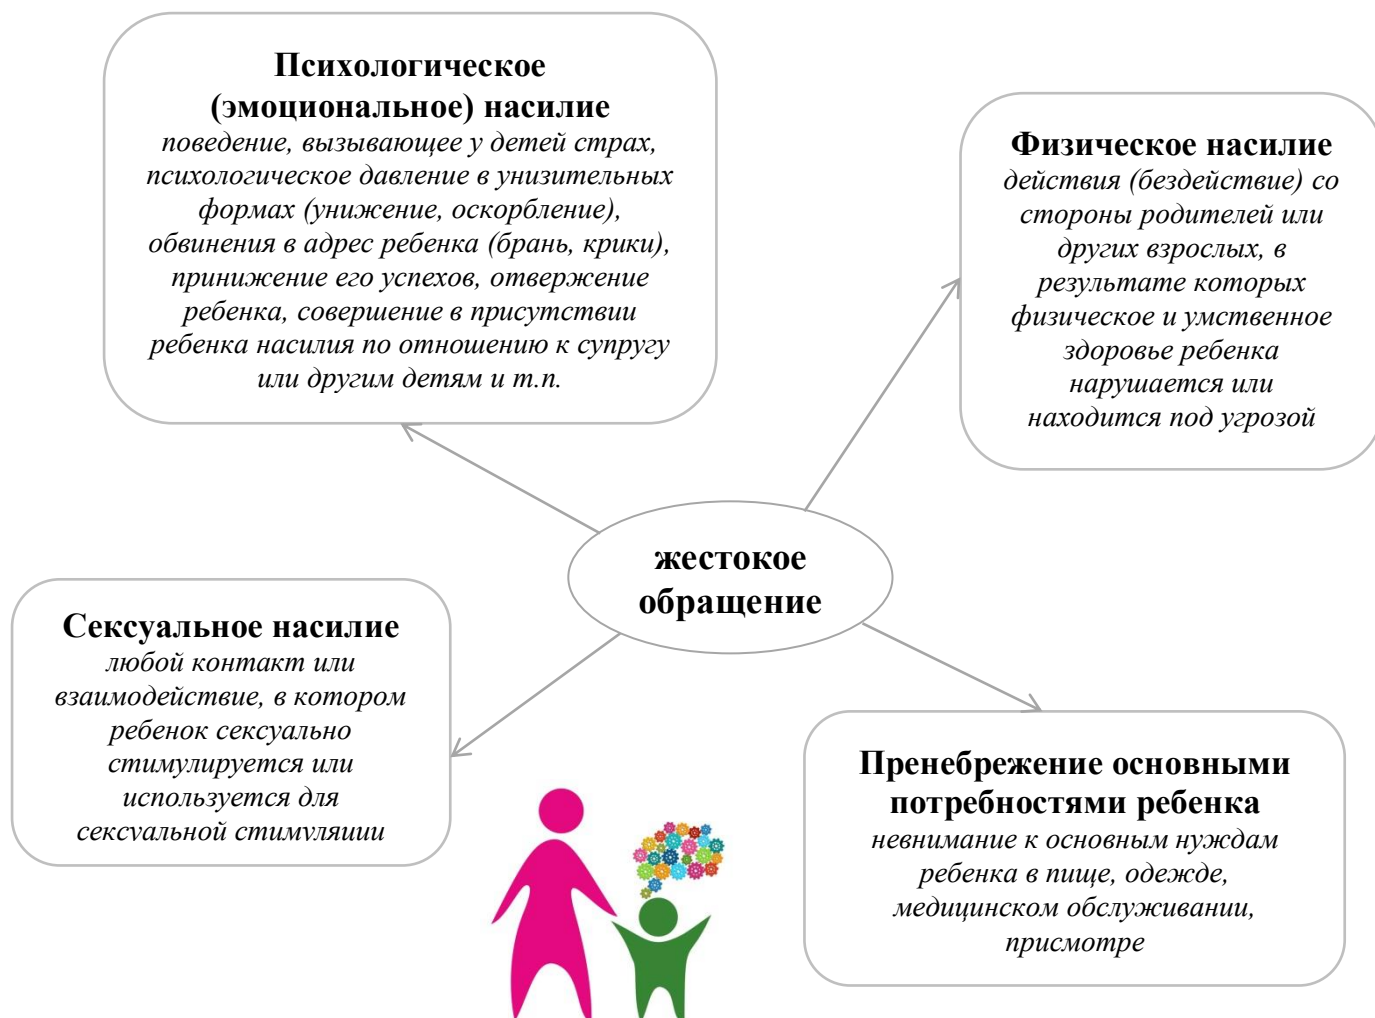 Психологическое
(эмоциональное) насилие
поведение, вызывающее у детей страх,
психологическое давление в унизительных
формах (унижение, оскорбление),
обвинения в адрес ребенка (брань, крики),
принижение его успехов, отвержение
ребенка, совершение в присутствии
ребенка насилия по отношению к супругу
или другим детям и т.п.
Физическое насилие
действия (бездействие) со
стороны родителей или
других взрослых, в
результате которых
физическое и умственное
здоровье ребенка
нарушается или
находится под угрозой
жестокое
обращение
Сексуальное насилие
любой контакт или
взаимодействие, в котором
ребенок сексуально
стимулируется или
используется для
сексуальной стимуляции
Пренебрежение основными
потребностями ребенка
невнимание к основным нуждам
ребенка в пище, одежде,
медицинском обслуживании,
присмотре